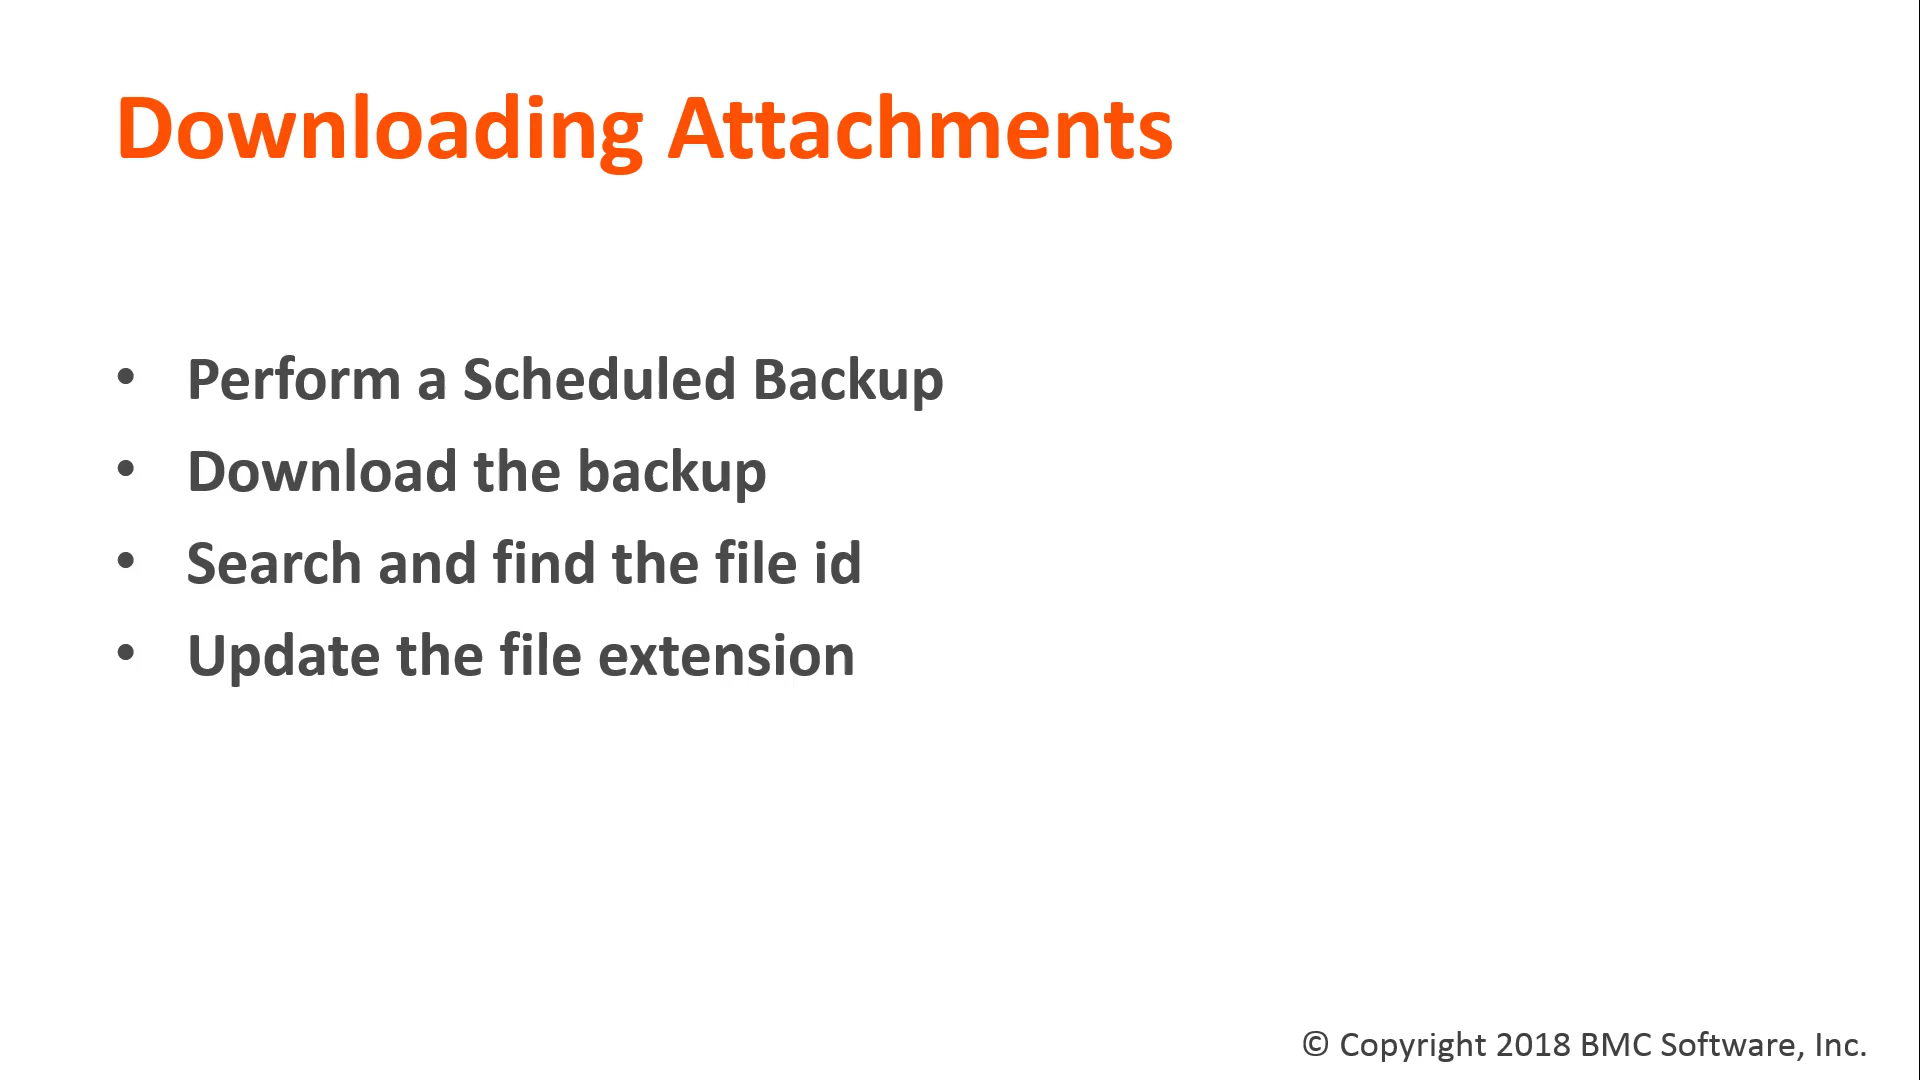 Downloading Attachments
• Perform a Scheduled Backup
• Download the backup
• Search and find the file id
• Update the file extension
© Copyright 2018 BMC Software, Inc.